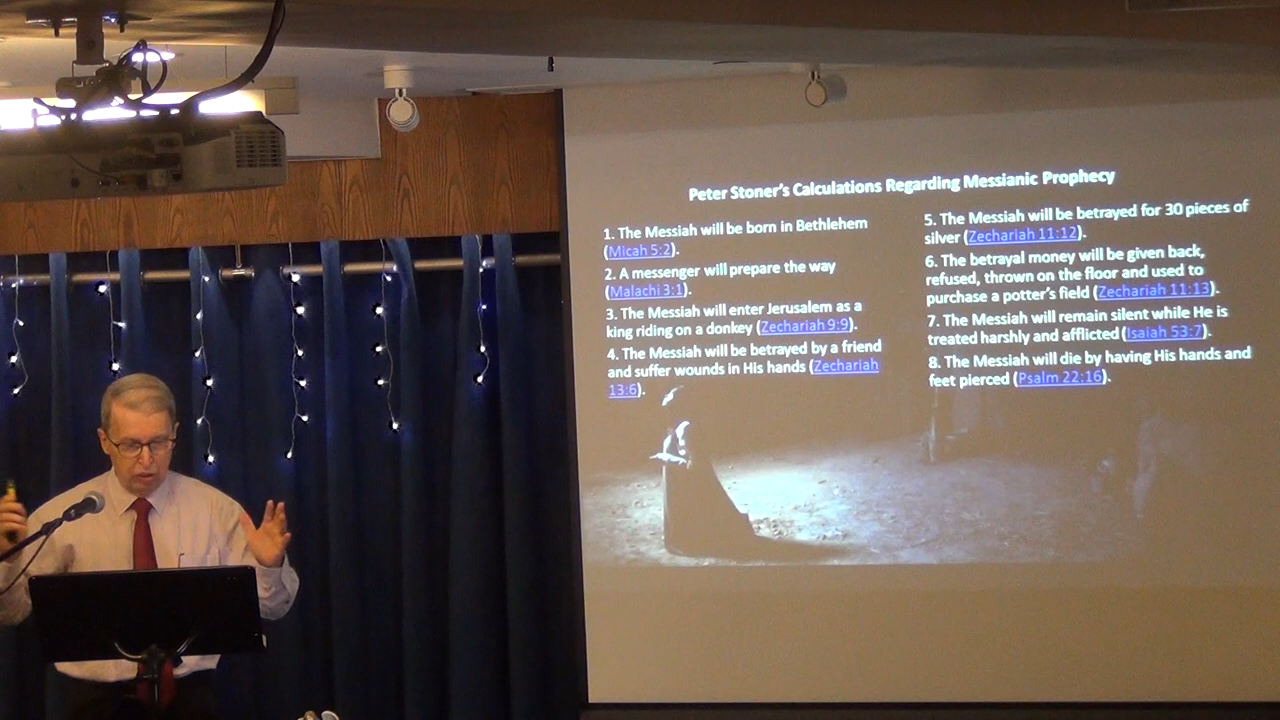 Peter Stoner's Calculations Regarding Messianic Prophecy
1. The Messiah will be born in Bethlehem
(Micah 5:2).
2. A messenger will prepare the way
(Malachi 3:1).
3. The Messiah will enter Jerusalem as a
king riding on a donkey (Zechariah 9:9).
4. The Messiah will be betrayed by a friend
and suffer wounds in His hands (Zechariah
13:6).
5. The Messiah will be betrayed for 30 pieces of
silver (Zechariah 11:12).
6. The betrayal money will be given back,
refused, thrown on the floor and used to
purchase a potter's field (Zechariah 11:13).
7. The Messiah will remain silent while He is
treated harshly and afflicted (Isaiah 53:7).
8. The Messiah will die by having His hands and
feet pierced (Psalm 22:16).